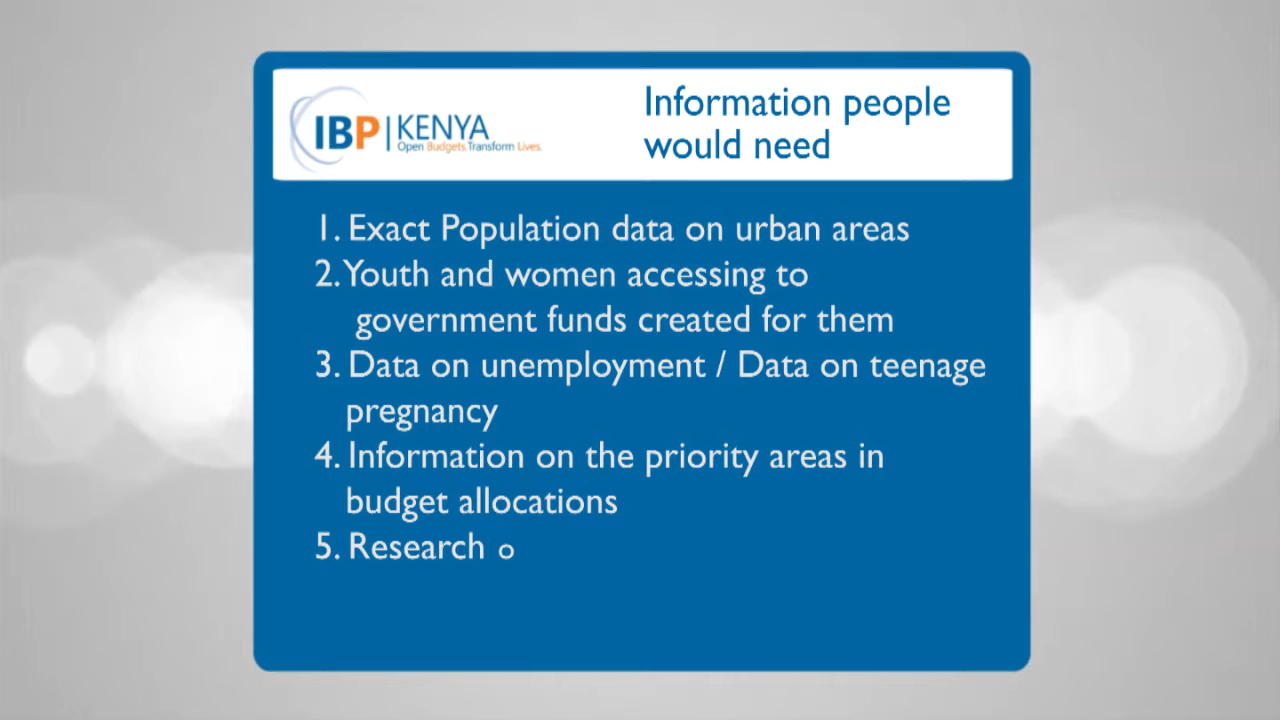 IBP | KENYA
Open Budgets. Transform Lives.
Information people
would need
1. Exact Population data on urban areas
2. Youth and women accessing to
government funds created for them
3. Data on unemployment / Data on teenage
pregnancy
4. Information on the priority areas in
budget allocations
5. Research o